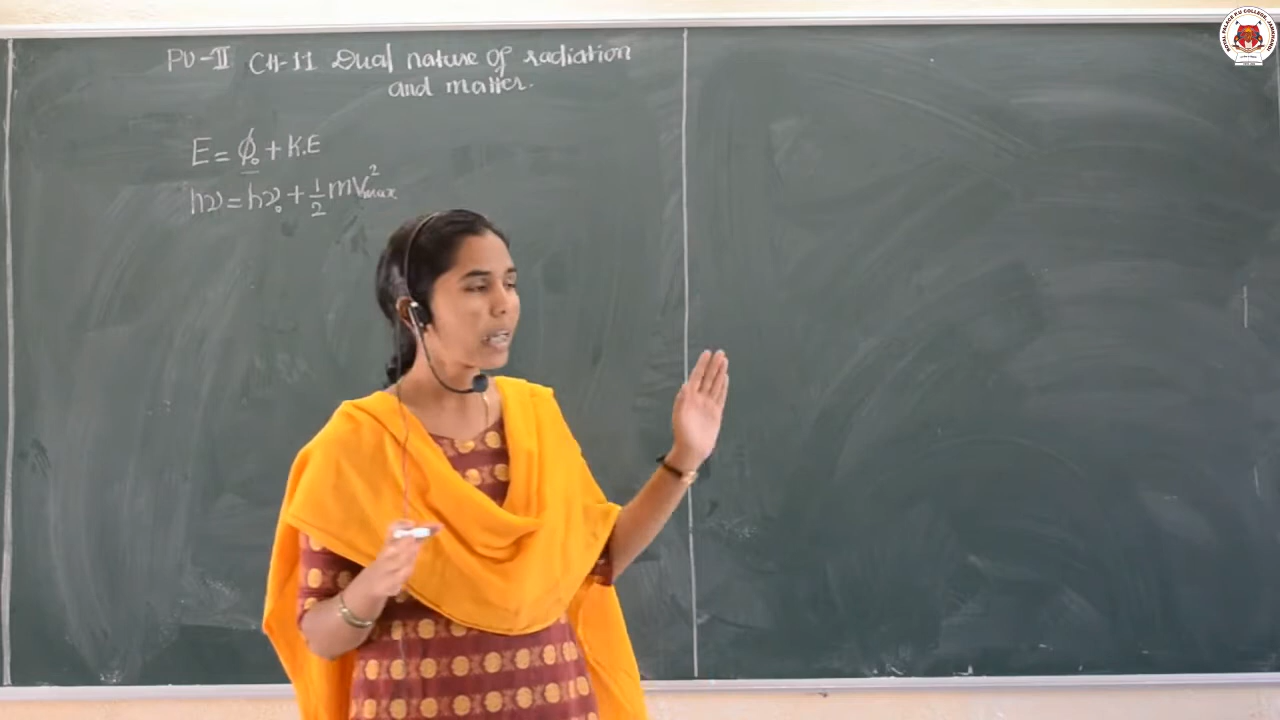 PU-II CH-11 Dual nature of radiation
and matter.
E = ϕ₀ + K.E
hν = hν₀ + 1/2 mV²max